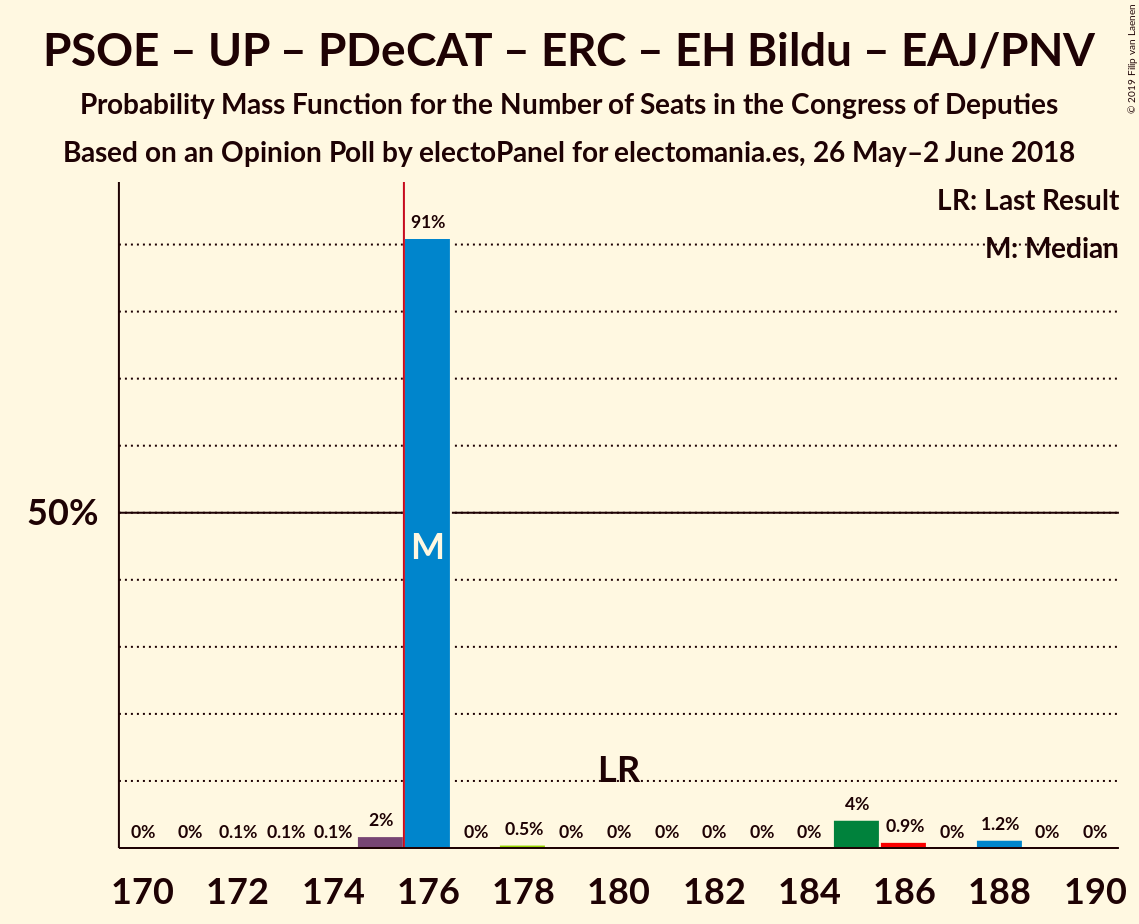 PSOE – UP – PDeCAT – ERC – EH Bildu – EAJ/PNV
Probability Mass Function for the Number of Seats in the Congress of Deputies
Based on an Opinion Poll by electoPanel for electomania.es, 26 May–2 June 2018
© 2019 Filip van Laenen
LR: Last Result
M: Median
50%
91%
M
LR
0% 0% 0.1% 0.1% 0.1% 2% 0% 0.5% 0% 0% 0% 0% 0% 0% 4% 0.9% 0% 1.2% 0% 0%
170 172 174 176 178 180 182 184 186 188 190